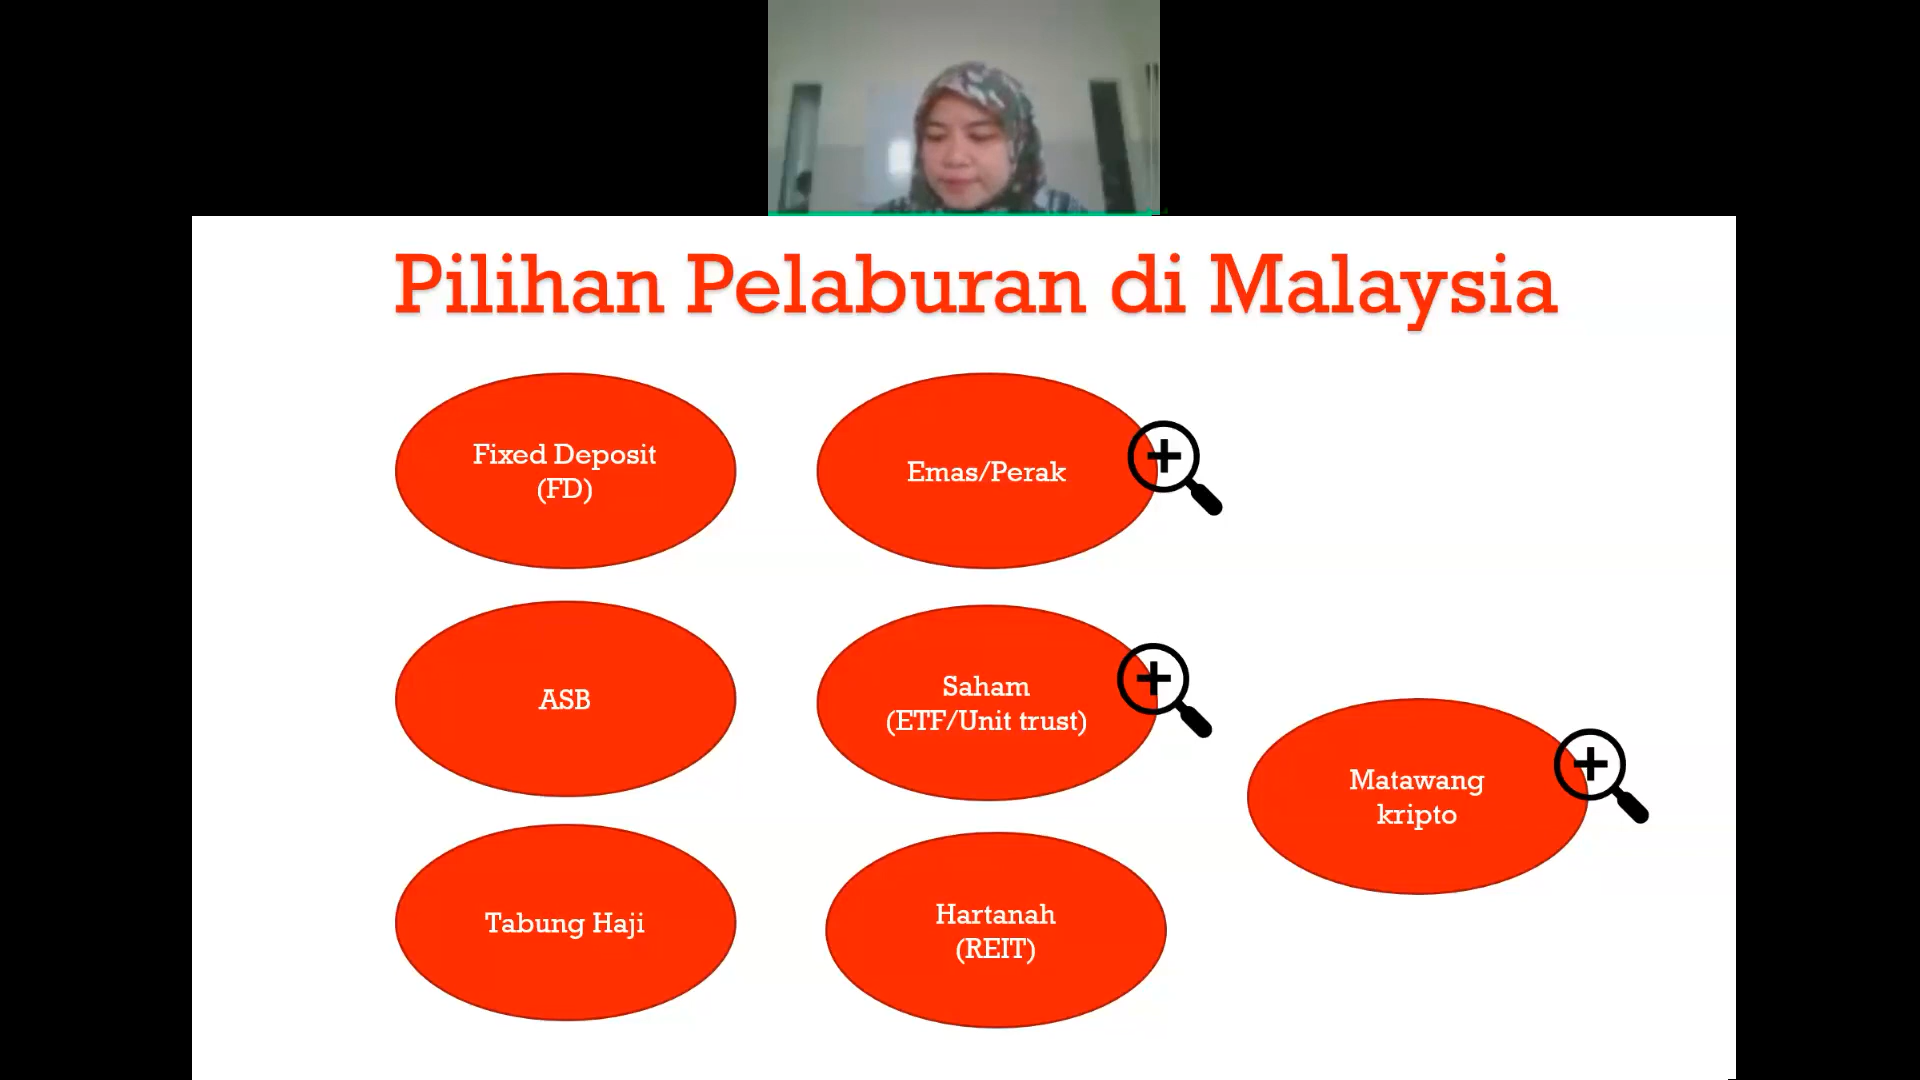 Pilihan Pelaburan di Malaysia
Fixed Deposit
(FD)
Emas/Perak
ASB
Saham
(ETF/Unit trust)
Matawang
kripto
Tabung Haji
Hartanah
(REIT)